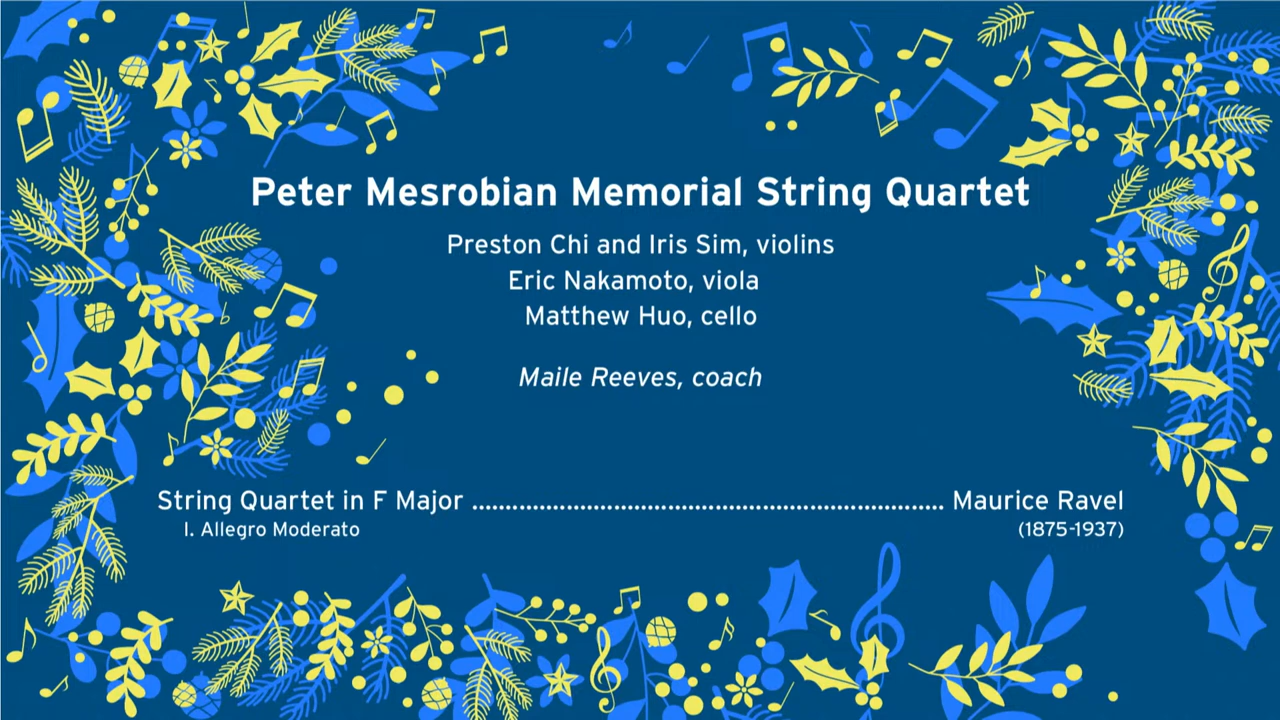 Peter Mesrobian Memorial String Quartet
Preston Chi and Iris Sim, violins
Eric Nakamoto, viola
Matthew Huo, cello
Maile Reeves, coach
String Quartet in F Major ................................................................................ Maurice Ravel
I. Allegro Moderato (1875-1937)